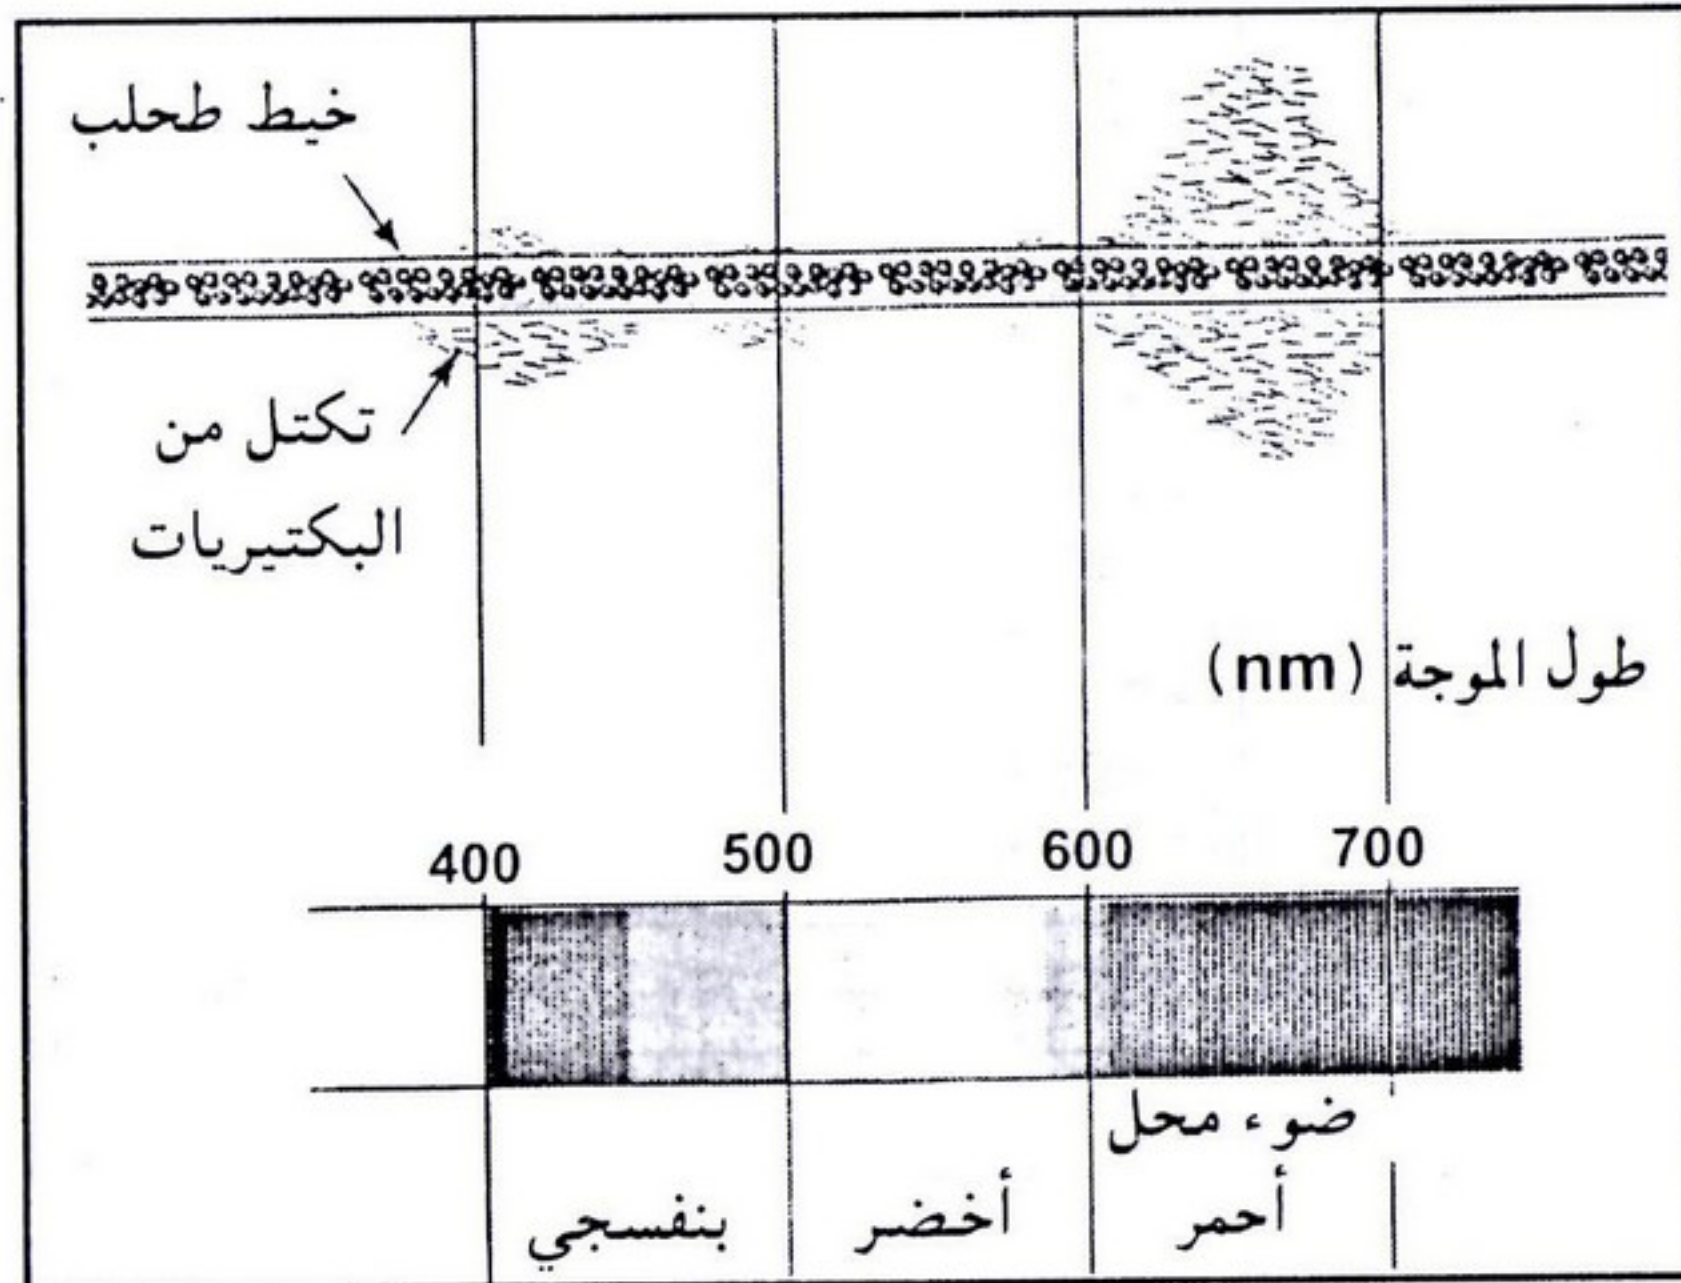 خيط طحلب
تكتل من
البكتيريات
طول الموجة (nm)
400 500 600 700
ضوء محل
بنفسجي أخضر أحمر